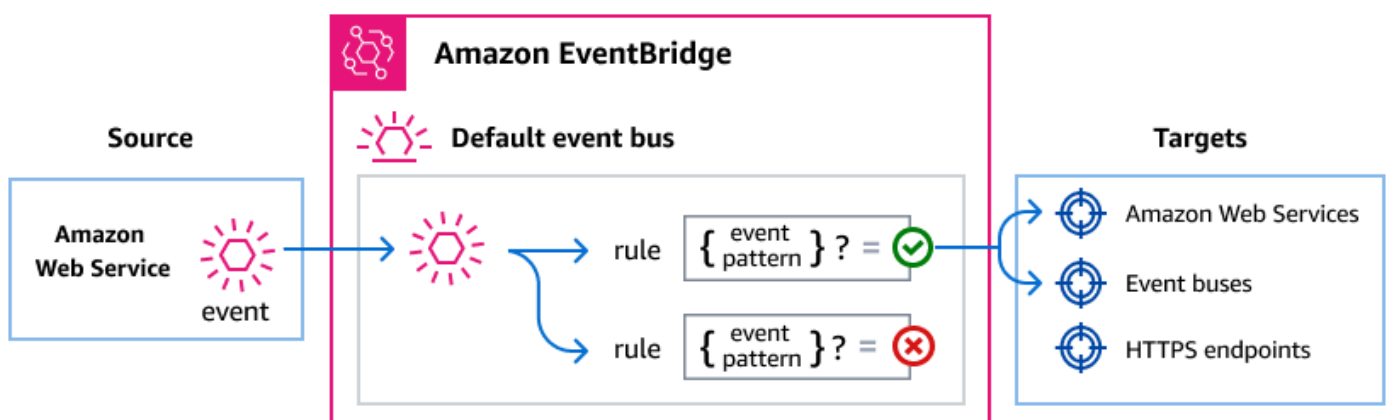 Amazon EventBridge
Source
Default event bus
Targets
Amazon
Web Service
event
rule
{ event
pattern } ? =
rule
{ event
pattern } ? =
Amazon Web Services
Event buses
HTTPS endpoints